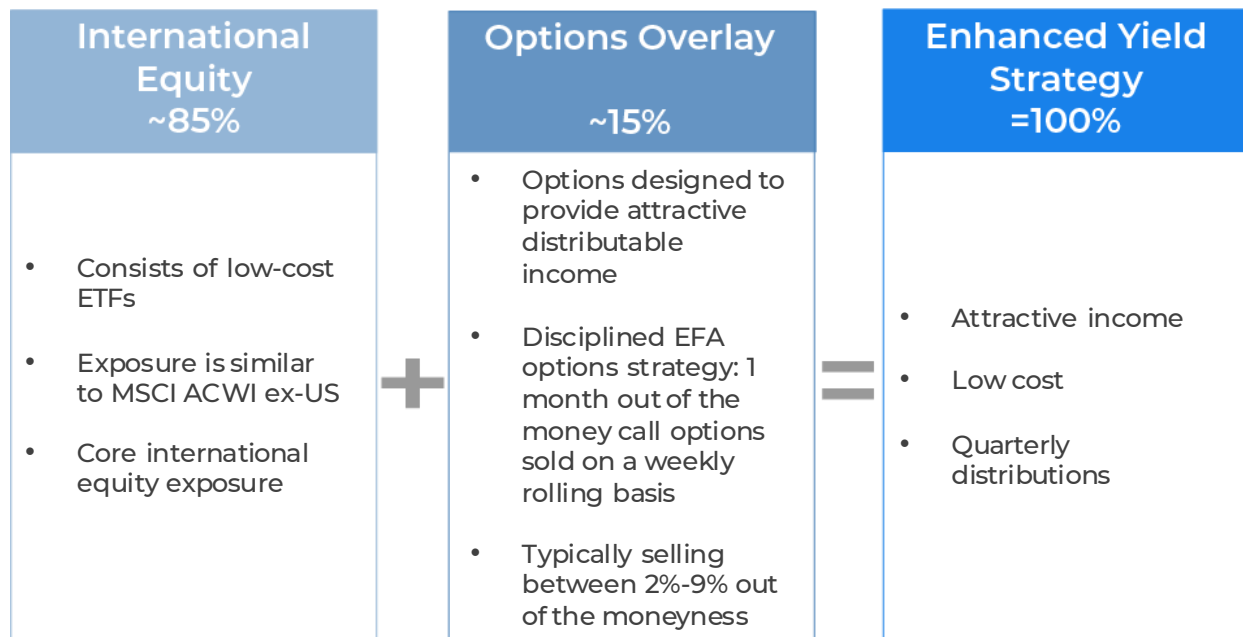 International
Equity
~85%
• Consists of low-cost
ETFs
• Exposure is similar
to MSCI ACWI ex-US
• Core international
equity exposure
+
Options Overlay
~15%
• Options designed to
provide attractive
distributable
income
• Disciplined EFA
options strategy: 1
month out of the
money call options
sold on a weekly
rolling basis
• Typically selling
between 2%-9% out
of the moneyness
=
Enhanced Yield
Strategy
=100%
• Attractive income
• Low cost
• Quarterly
distributions